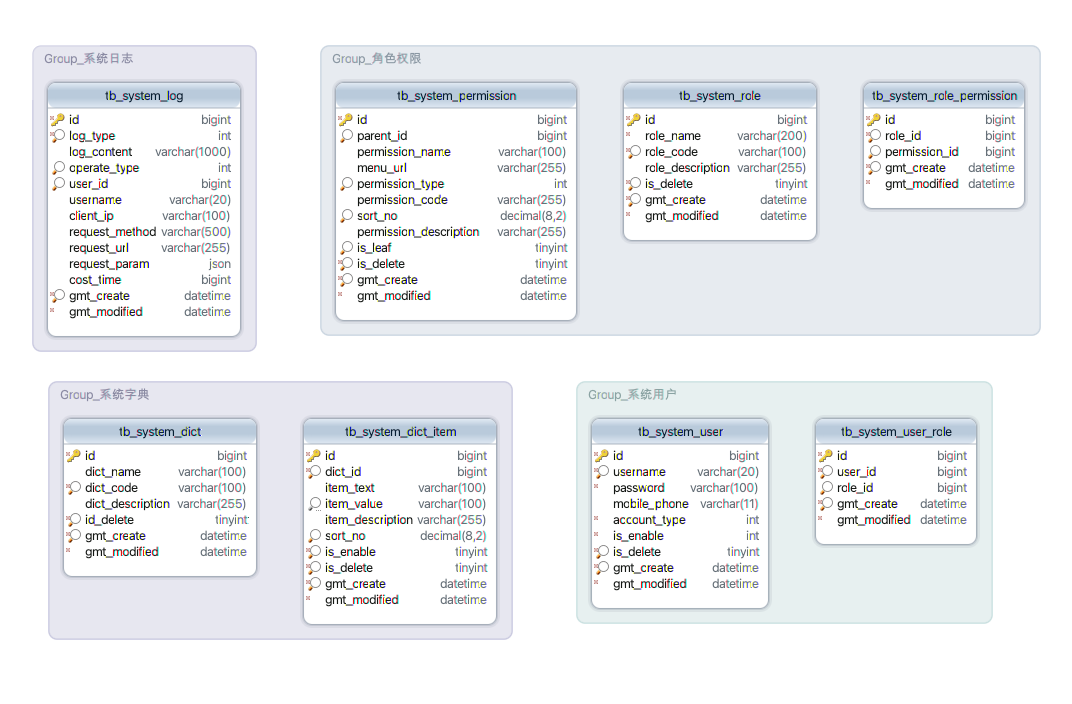 Group_系统日志
tb_system_log
id bigint
log_type int
log_content varchar(1000)
operate_type int
user_id bigint
username varchar(20)
client_ip varchar(100)
request_method varchar(500)
request_url varchar(255)
request_param json
cost_time bigint
gmt_create datetime
gmt_modified datetime
Group_角色权限
tb_system_permission
id bigint
parent_id bigint
permission_name varchar(100)
menu_url varchar(255)
permission_type int
permission_code varchar(255)
sort_no decimal(8,2)
permission_description varchar(255)
is_leaf tinyint
is_delete tinyint
gmt_create datetime
gmt_modified datetime
tb_system_role
id bigint
role_name varchar(200)
role_code varchar(100)
role_description varchar(255)
is_delete tinyint
gmt_create datetime
gmt_modified datetime
tb_system_role_permission
id bigint
role_id bigint
permission_id bigint
gmt_create datetime
gmt_modified datetime
Group_系统字典
tb_system_dict
id bigint
dict_name varchar(100)
dict_code varchar(100)
dict_description varchar(255)
id_delete tinyint
gmt_create datetime
gmt_modified datetime
tb_system_dict_item
id bigint
dict_id bigint
item_text varchar(100)
item_value varchar(100)
item_description varchar(255)
sort_no decimal(8,2)
is_enable tinyint
is_delete tinyint
gmt_create datetime
gmt_modified datetime
Group_系统用户
tb_system_user
id bigint
username varchar(20)
password varchar(100)
mobile_phone varchar(11)
account_type int
is_enable int
is_delete tinyint
gmt_create datetime
gmt_modified datetime
tb_system_user_role
id bigint
user_id bigint
role_id bigint
gmt_create datetime
gmt_modified datetime